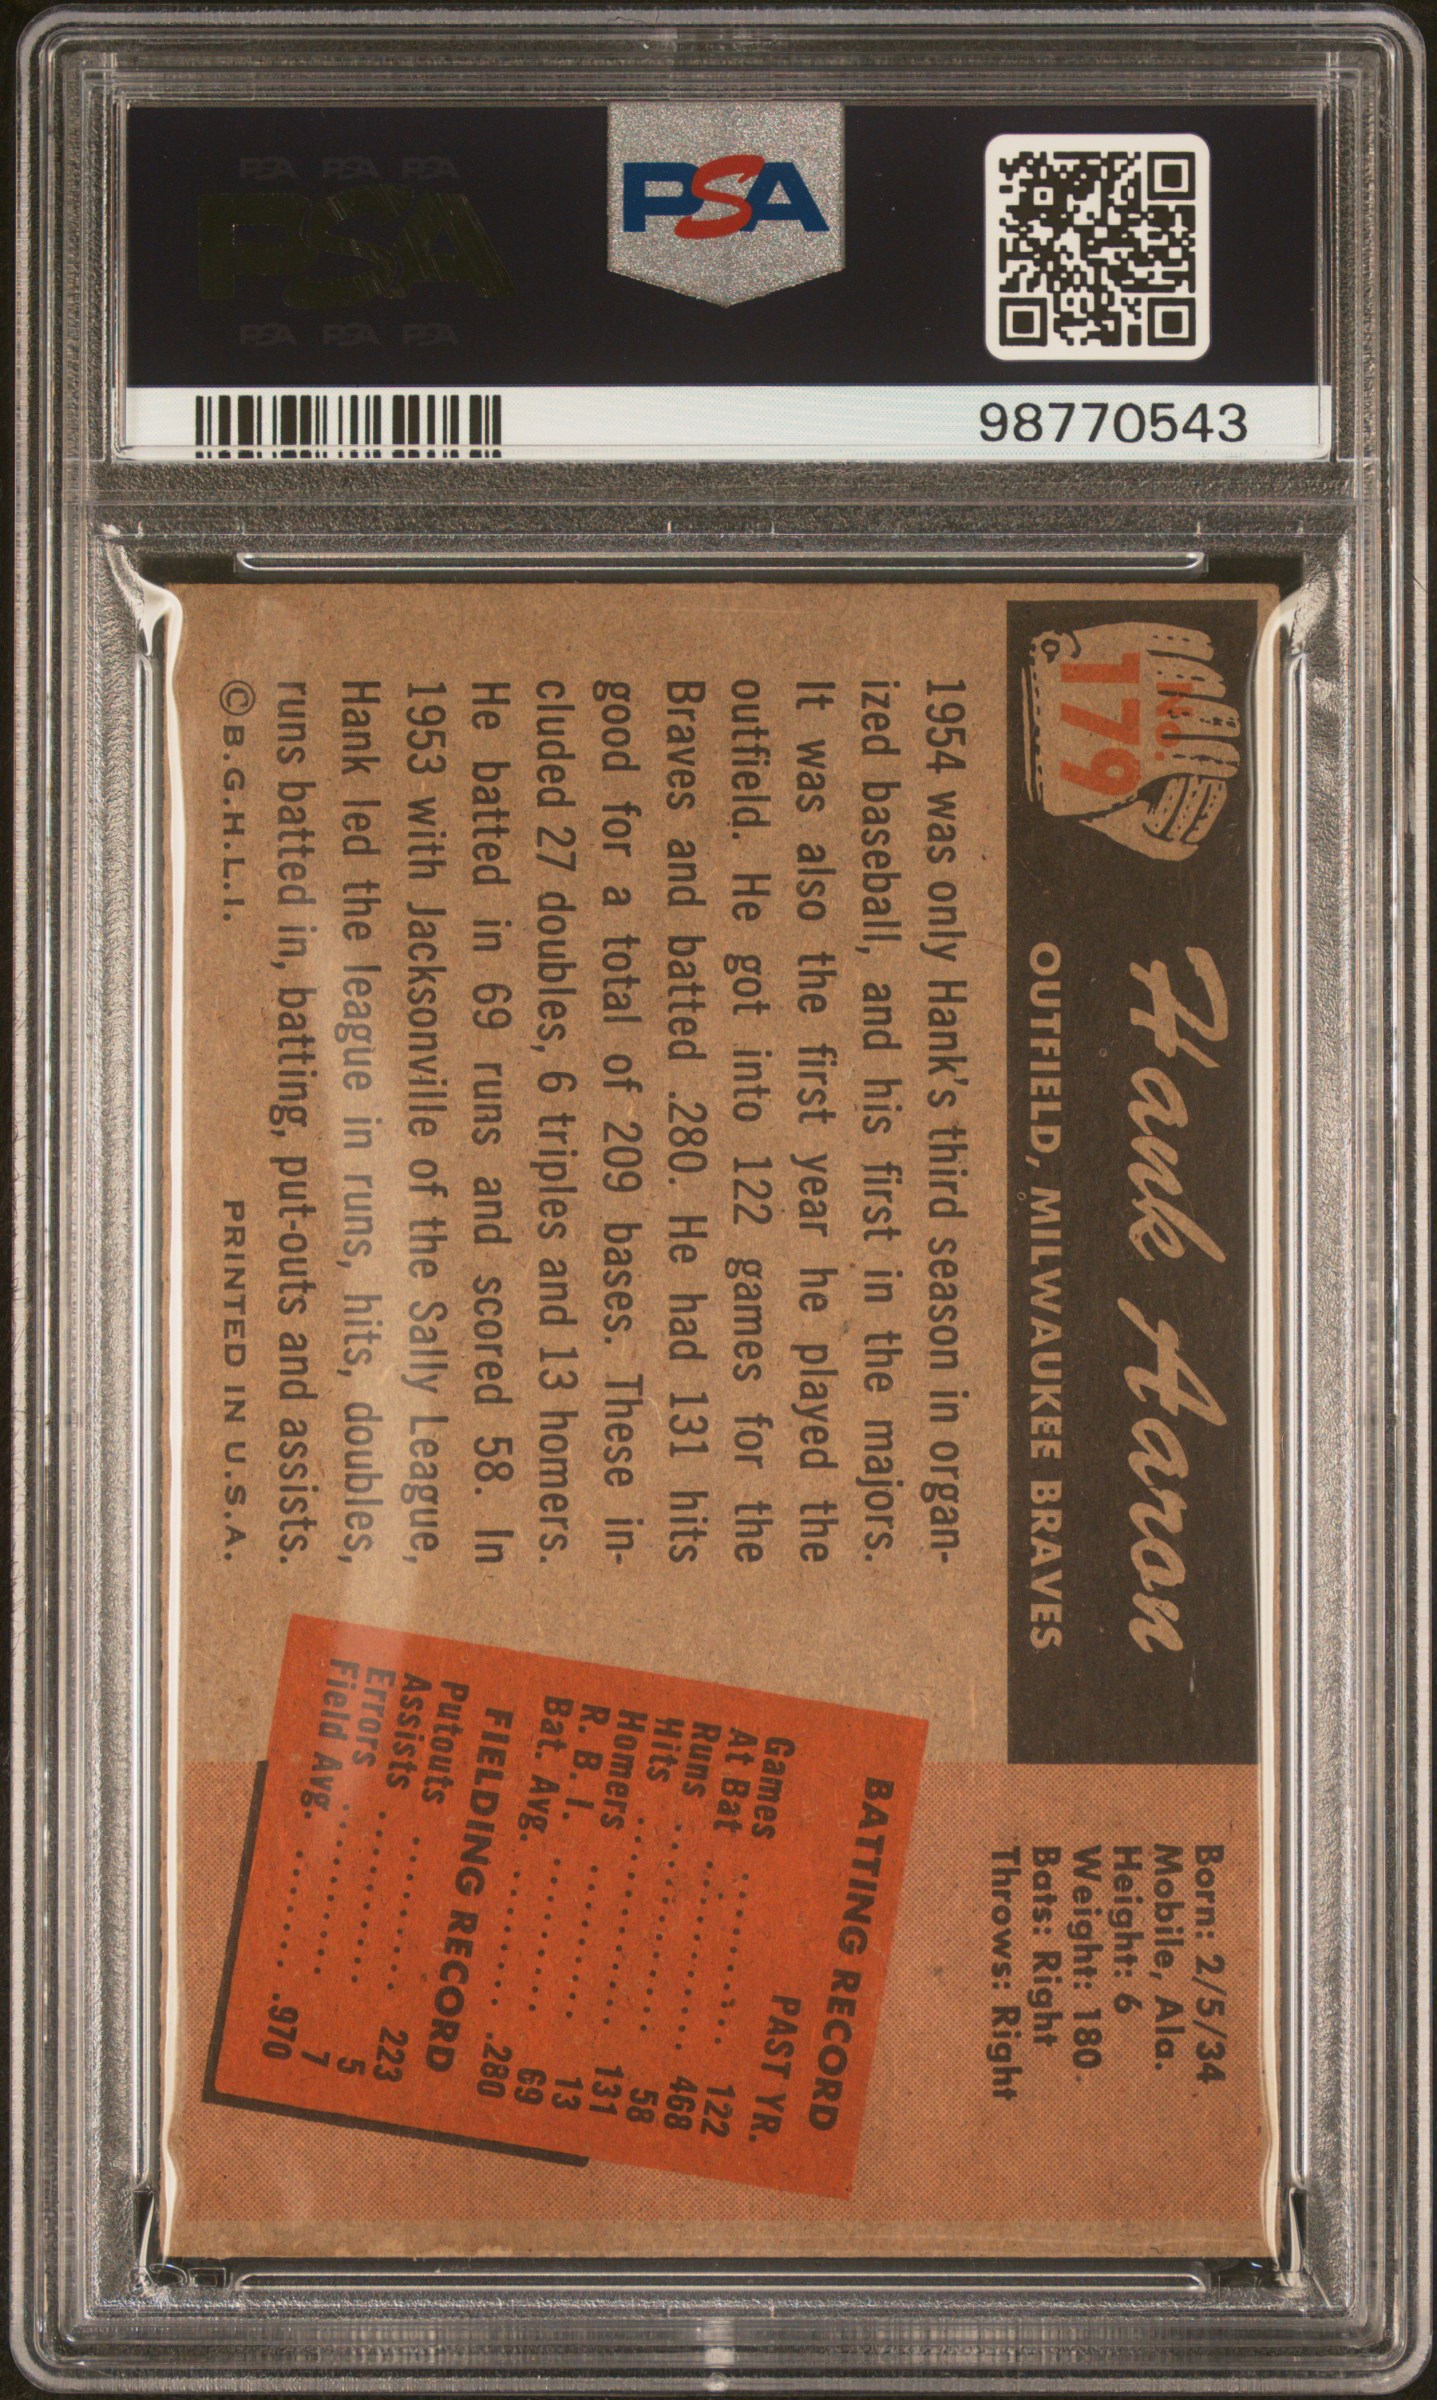 PSA PSA PSA
PSA
PSA PSA PSA
PSA
98770543
No.
179
Hank Aaron
OUTFIELD, MILWAUKEE BRAVES
1954 was only Hank's third season in organ-
ized baseball, and his first in the majors.
It was also the first year he played the
outfield. He got into 122 games for the
Braves and batted .280. He had 131 hits
good for a total of 209 bases. These in-
cluded 27 doubles, 6 triples and 13 homers.
He batted in 69 runs and scored 58. In
1953 with Jacksonville of the Sally League,
Hank led the league in runs, hits, doubles,
runs batted in, batting, put-outs and assists.
©B.G.H.L.I. PRINTED IN U.S.A.
Born: 2/5/34
Mobile, Ala.
Height: 6
Weight: 180
Bats: Right
Throws: Right
BATTING RECORD
PAST YR.
Games 122
At Bat 468
Runs 58
Hits 131
Homers 13
R. B. I. 69
Bat. Avg. .280
FIELDING RECORD
Putouts 223
Assists 5
Errors 7
Field Avg. .970